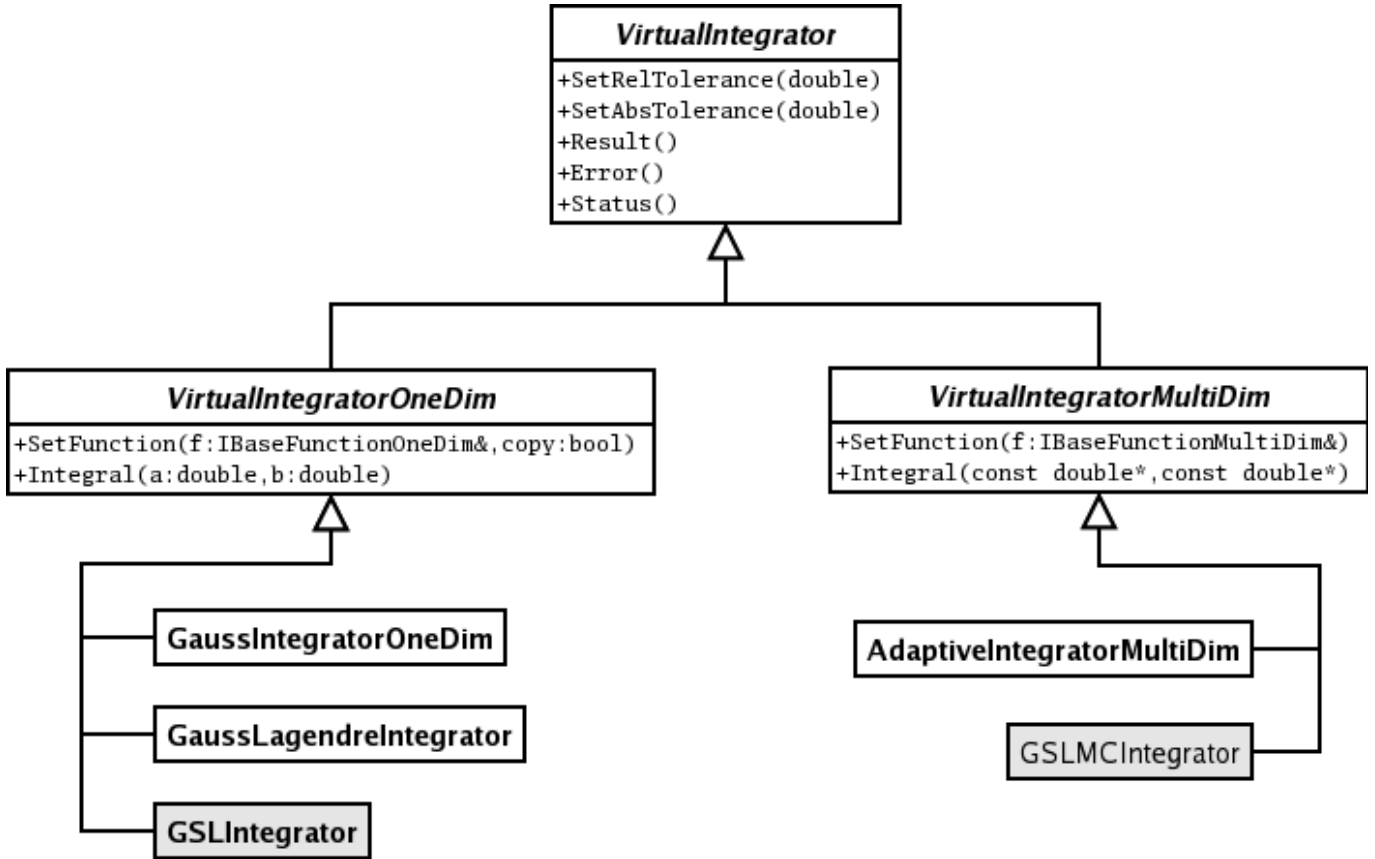 VirtualIntegrator
+SetRelTolerance(double)
+SetAbsTolerance(double)
+Result()
+Error()
+Status()
VirtualIntegratorOneDim
+SetFunction(f:IBaseFunctionOneDim&,copy:bool)
+Integral(a:double,b:double)
VirtualIntegratorMultiDim
+SetFunction(f:IBaseFunctionMultiDim&)
+Integral(const double*,const double*)
GaussIntegratorOneDim
GaussLagendreIntegrator
GSLIntegrator
AdaptiveIntegratorMultiDim
GSLMCIntegrator